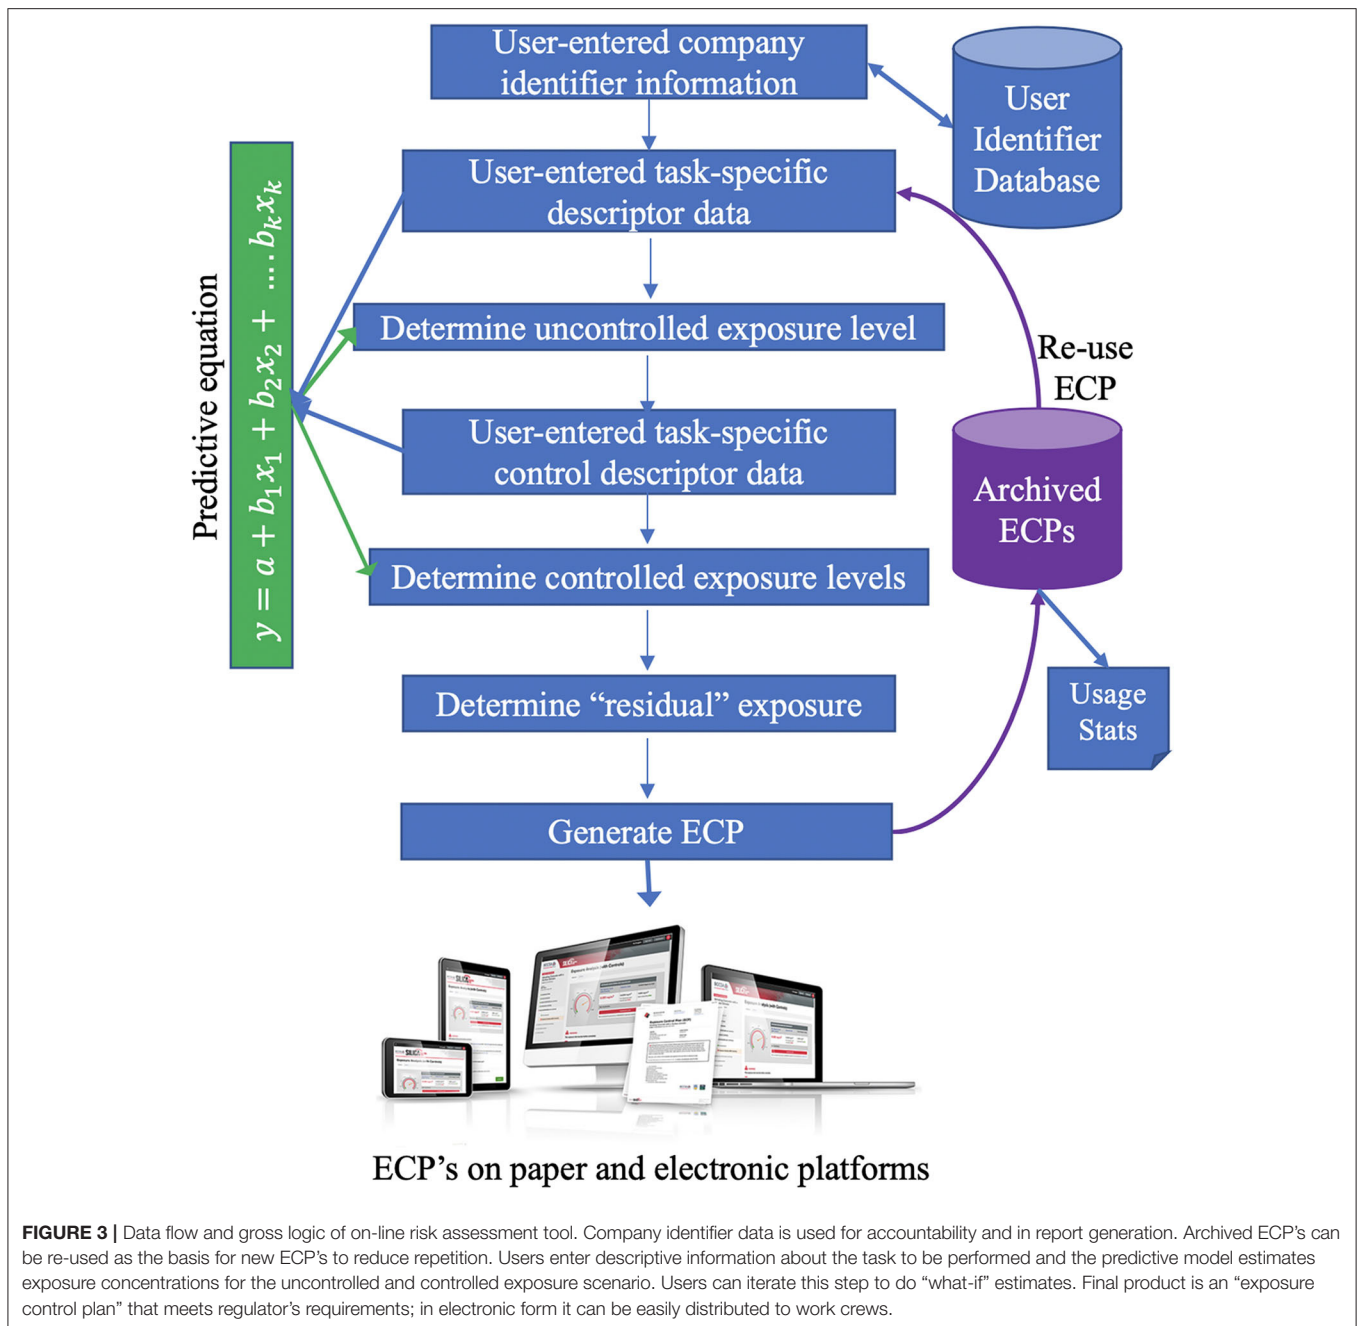 User-entered company
identifier information
User
Identifier
Database
User-entered task-specific
descriptor data
Predictive equation
y = a + b₁x₁ + b₂x₂ + ....bₖxₖ
Determine uncontrolled exposure level
Re-use
ECP
User-entered task-specific
control descriptor data
Archived
ECPs
Determine controlled exposure levels
Determine “residual” exposure
Usage
Stats
Generate ECP
SILICA
Exposure Control Plan (ECP)
ECP’s on paper and electronic platforms
FIGURE 3 | Data flow and gross logic of on-line risk assessment tool. Company identifier data is used for accountability and in report generation. Archived ECP’s can
be re-used as the basis for new ECP’s to reduce repetition. Users enter descriptive information about the task to be performed and the predictive model estimates
exposure concentrations for the uncontrolled and controlled exposure scenario. Users can iterate this step to do “what-if” estimates. Final product is an “exposure
control plan” that meets regulator’s requirements; in electronic form it can be easily distributed to work crews.